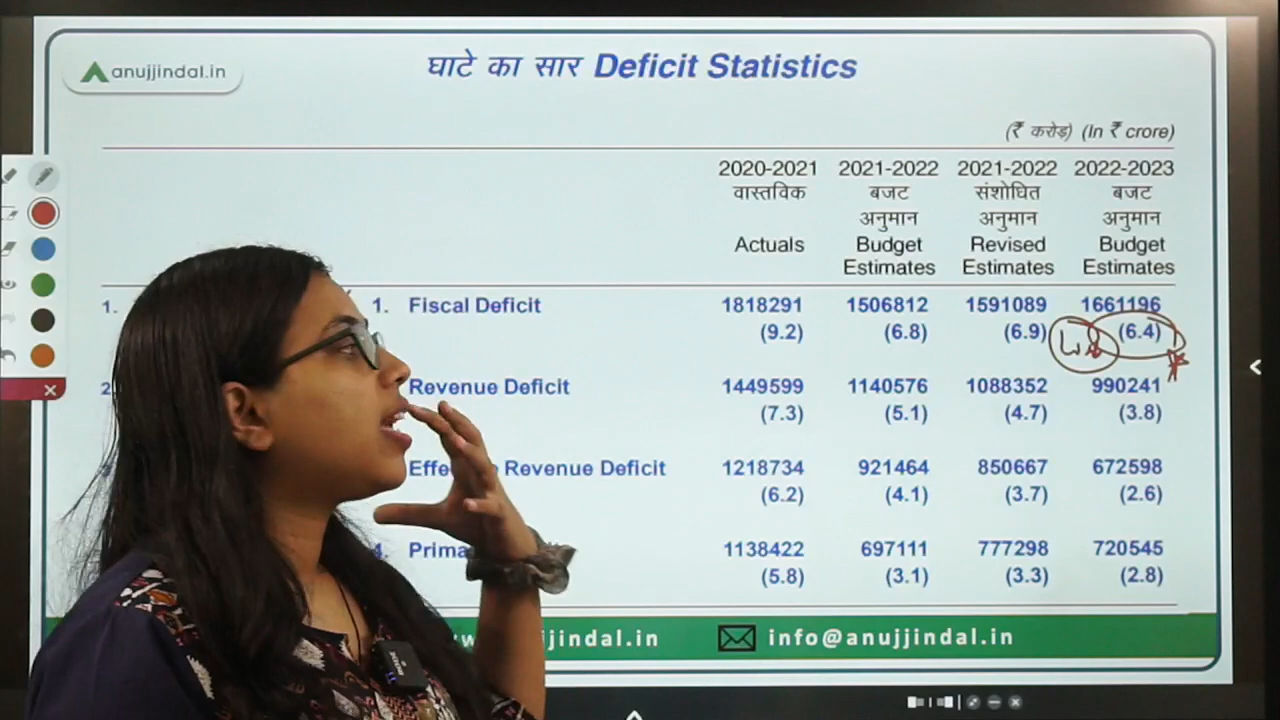 anujjindal.in
घाटे का सार Deficit Statistics
(₹ करोड़) (In ₹ crore)
2020-2021 2021-2022 2021-2022 2022-2023
वास्तविक बजट संशोधित बजट
अनुमान अनुमान अनुमान
Actuals Budget Revised Budget
Estimates Estimates Estimates
1. 1. Fiscal Deficit 1818291 1506812 1591089 1661196
(9.2) (6.8) (6.9) (6.4)
2 Revenue Deficit 1449599 1140576 1088352 990241
(7.3) (5.1) (4.7) (3.8)
Revenue Deficit 1218734 921464 850667 672598
(6.2) (4.1) (3.7) (2.6)
4. 1138422 697111 777298 720545
(5.8) (3.1) (3.3) (2.8)
jindal.in info@anujjindal.in